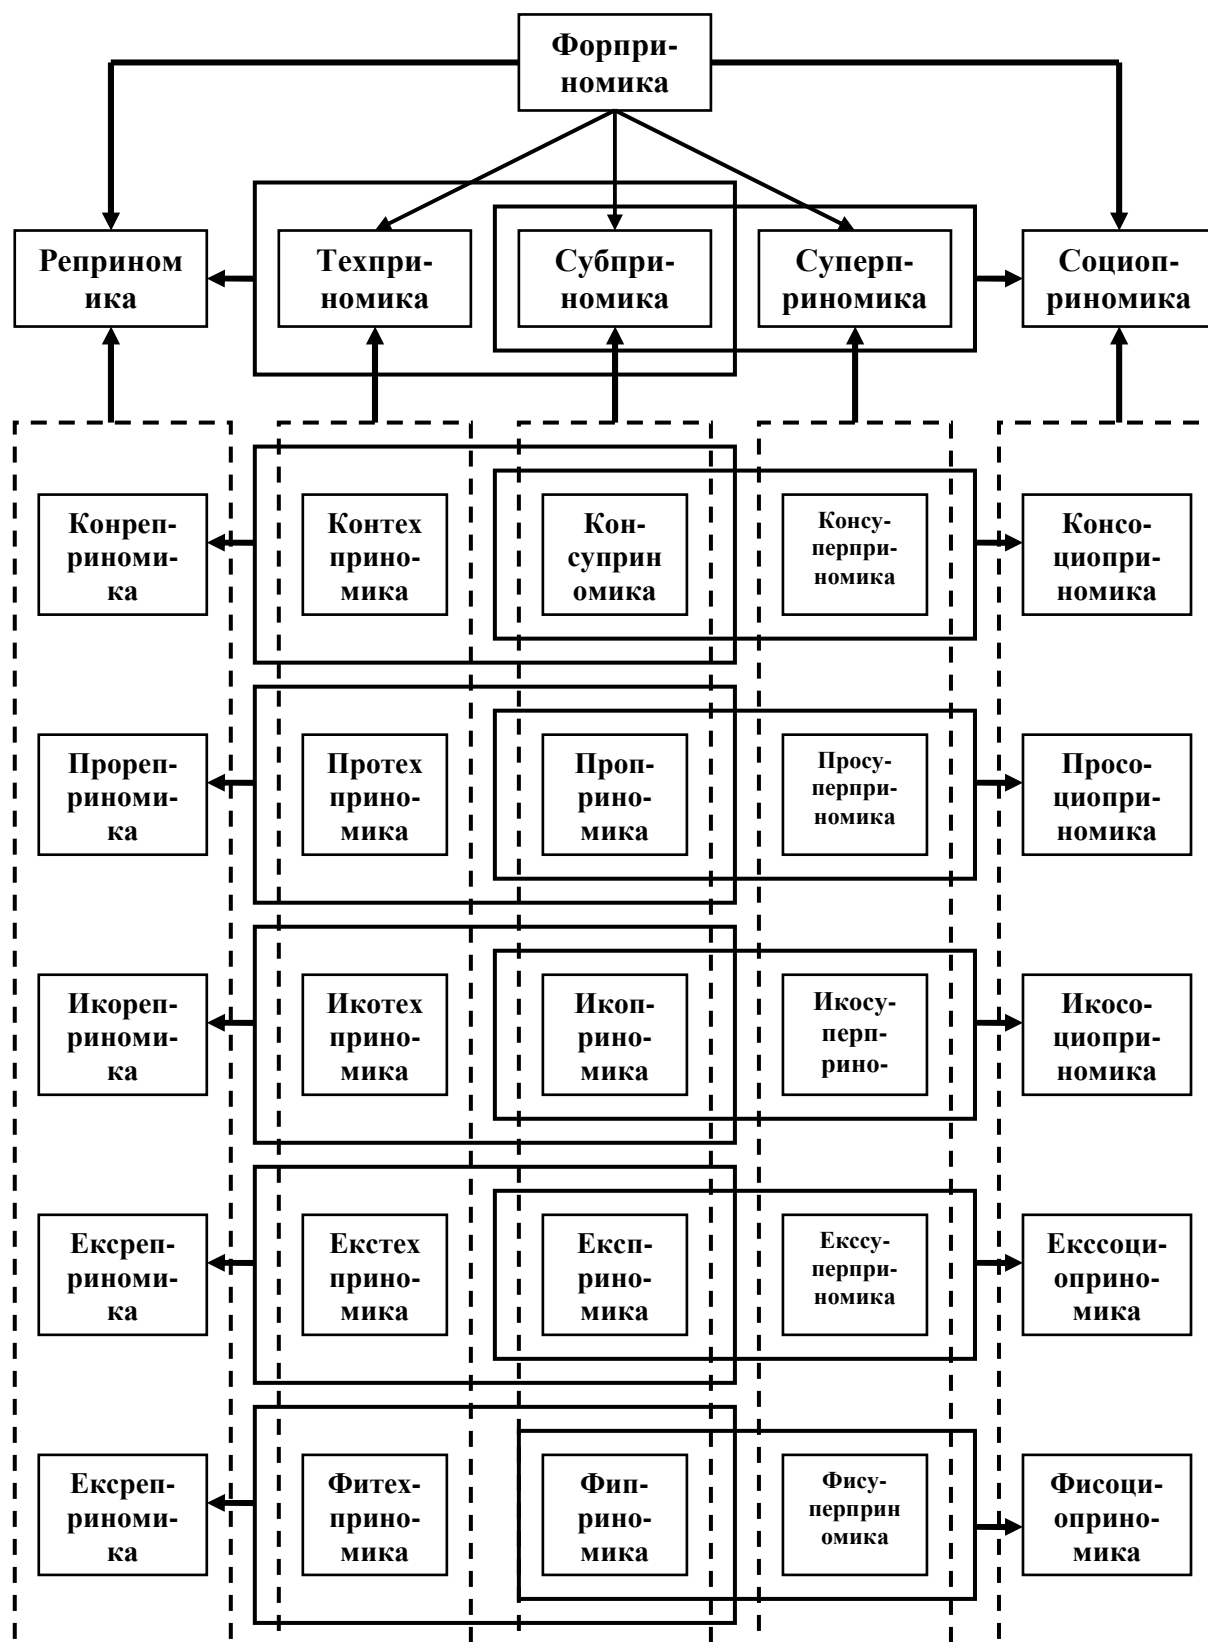 Форпри-
номика
Реприном
ика
Техпри-
номика
Субпри-
номика
Суперп-
риномика
Социоп-
риномика
Конреп-
риномі-
ка
Контех
прино-
мика
Кон-
суприн
омика
Консу-
перпри-
номика
Консо-
циопри-
номика
Прореп-
риноми-
ка
Протех
прино-
мика
Проп-
рино-
мика
Просу-
перпри-
номика
Просо-
циопри-
номика
Икореп-
риноми-
ка
Икотех
прино-
мика
Икоп-
рино-
мика
Икосу-
перп-
рино-
Икосо-
циопри-
номика
Ексреп-
риноми-
ка
Екстех
прино-
мика
Експ-
рино-
мика
Екссу-
перпри-
номика
Екссоци-
оприно-
мика
Ексреп-
риноми-
ка
Фитех-
прино-
мика
Фип-
рино-
мика
Фису-
перприн
омика
Фисоци-
оприно-
мика